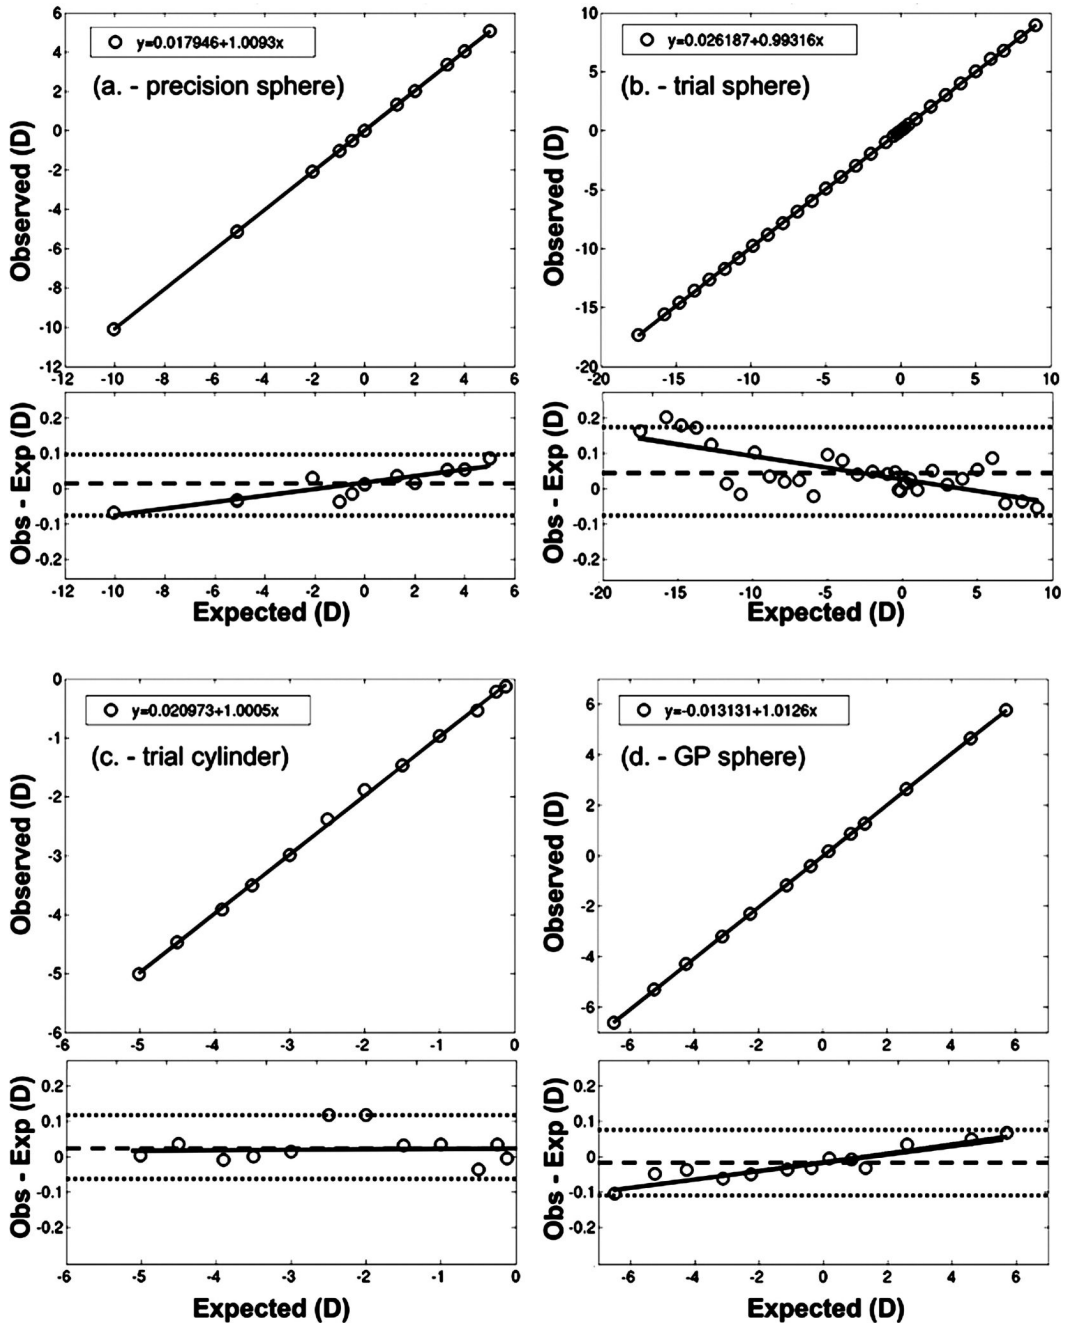 y=0.017946+1.0093x
(a. - precision sphere)
Observed (D)
6
4
2
0
-2
-4
-6
-8
-10
-12
-12 -10 -8 -6 -4 -2 0 2 4 6
y=0.026187+0.99316x
(b. - trial sphere)
Observed (D)
10
5
0
-5
-10
-15
-20
-20 -15 -10 -5 0 5 10
Obs - Exp (D)
0.2
0.1
0
-0.1
-0.2
-12 -10 -8 -6 -4 -2 0 2 4 6
Expected (D)
Obs - Exp (D)
0.2
0.1
0
-0.1
-0.2
-20 -15 -10 -5 0 5 10
Expected (D)
y=0.020973+1.0005x
(c. - trial cylinder)
Observed (D)
0
-1
-2
-3
-4
-5
-6
-6 -5 -4 -3 -2 -1 0
y=-0.013131+1.0126x
(d. - GP sphere)
Observed (D)
6
4
2
0
-2
-4
-6
-6 -4 -2 0 2 4 6
Obs - Exp (D)
0.2
0.1
0
-0.1
-0.2
-6 -5 -4 -3 -2 -1 0
Expected (D)
Obs - Exp (D)
0.2
0.1
0
-0.1
-0.2
-6 -4 -2 0 2 4 6
Expected (D)